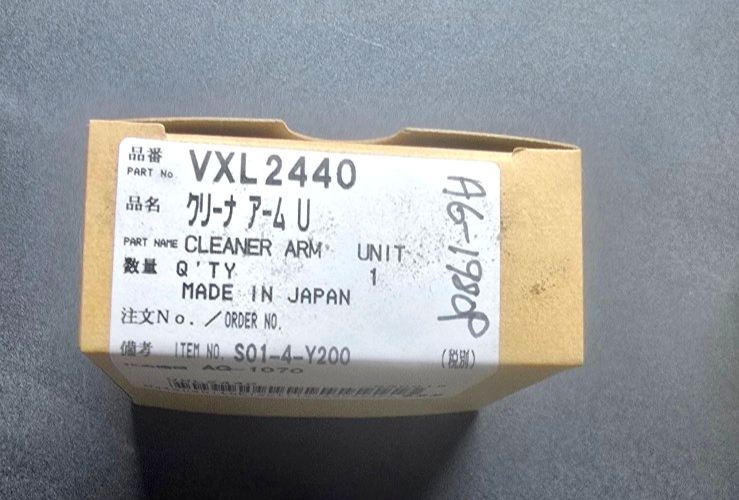 品番 PART No. VXL2440
品名 クリーナ アーム U
PART NAME CLEANER ARM UNIT
数量 Q'TY 1
MADE IN JAPAN
注文No./ORDER NO.
備考 ITEM NO. S01-4-Y200 (税別)
AG-1070
AG-1980P